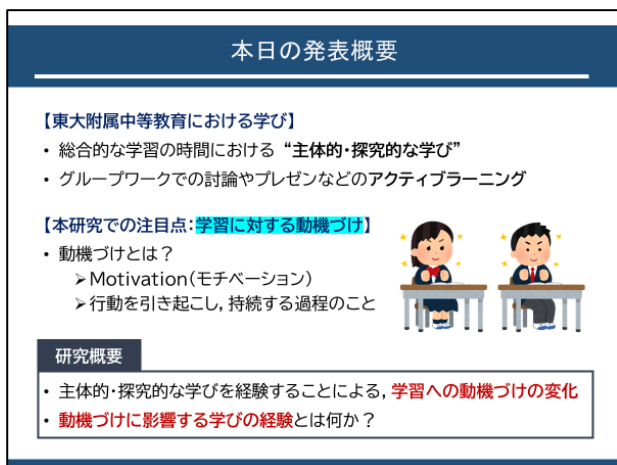 本日の発表概要
【東大附属中等教育における学び】
• 総合的な学習の時間における “主体的・探究的な学び”
• グループワークでの討論やプレゼンなどのアクティブラーニング
【本研究での注目点：学習に対する動機づけ】
• 動機づけとは？
➤Motivation（モチベーション）
➤行動を引き起こし，持続する過程のこと
研究概要
• 主体的・探究的な学びを経験することによる，学習への動機づけの変化
• 動機づけに影響する学びの経験とは何か？